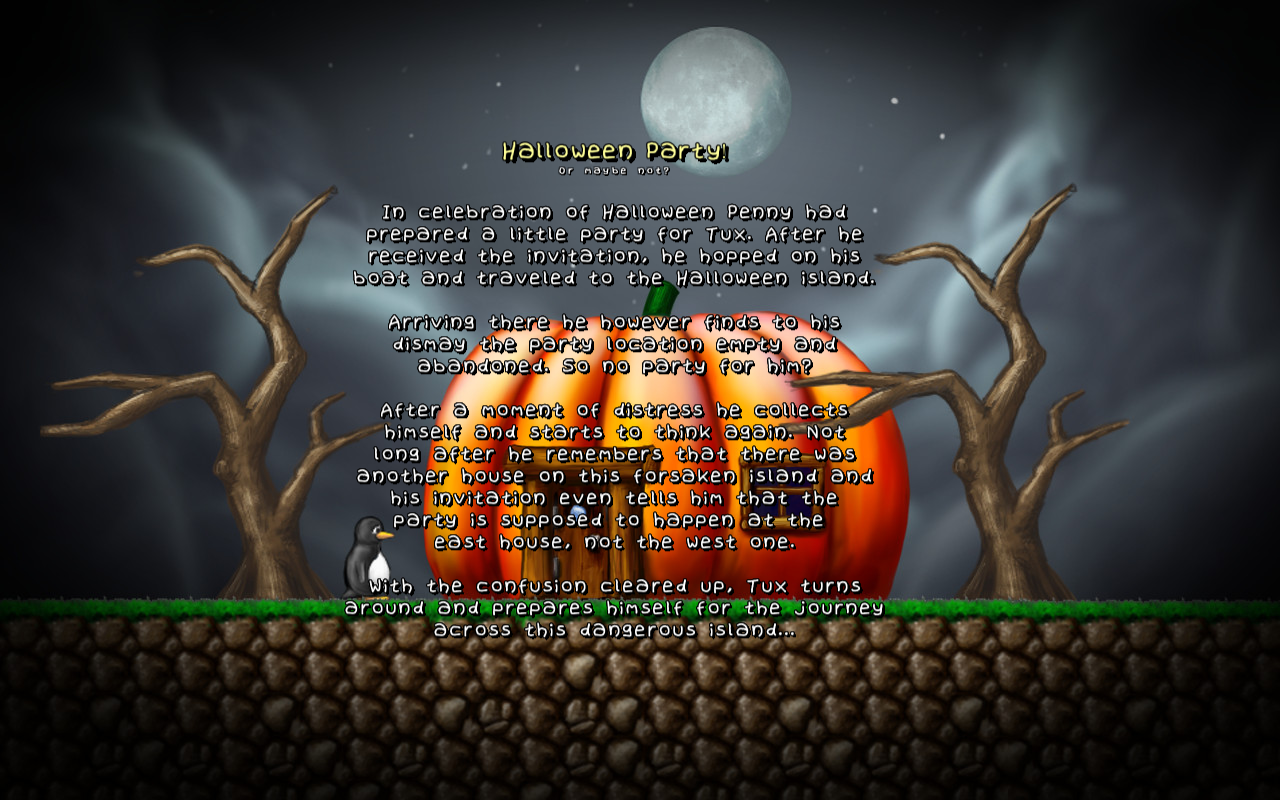 Halloween Party!
Or maybe not?
In celebration of Halloween Penny had
prepared a little party for Tux. After he
received the invitation, he hopped on his
boat and traveled to the Halloween island.
Arriving there he however finds to his
dismay the party location empty and
abandoned. So no party for him?
After a moment of distress he collects
himself and starts to think again. Not
long after he remembers that there was
another house on this forsaken island and
his invitation even tells him that the
party is supposed to happen at the
east house, not the west one.
With the confusion cleared up, Tux turns
around and prepares himself for the journey
across this dangerous island...